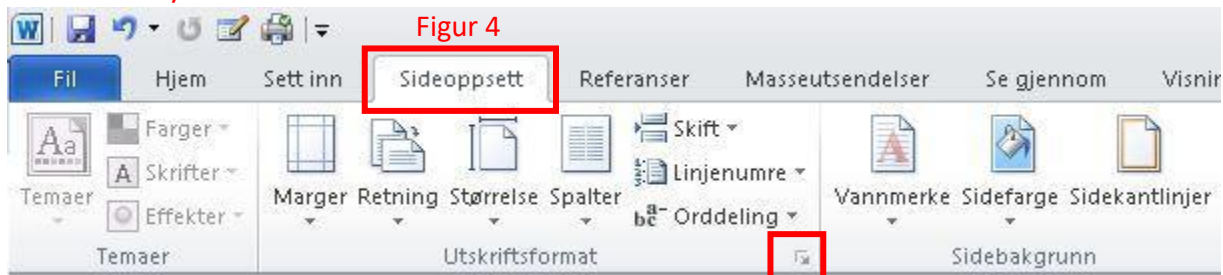 Figur 4
Fil Hjem Sett inn Sideoppsett Referanser Masseutsendelser Se gjennom
Aa Farger Skift
A Skrifter Linjenumre
Temaer Effekter Marger Retning Størrelse Spalter Orddeling Vannmerke Sidefarge Sidekantlinjer
Temaer Utskriftsformat Sidebakgrunn